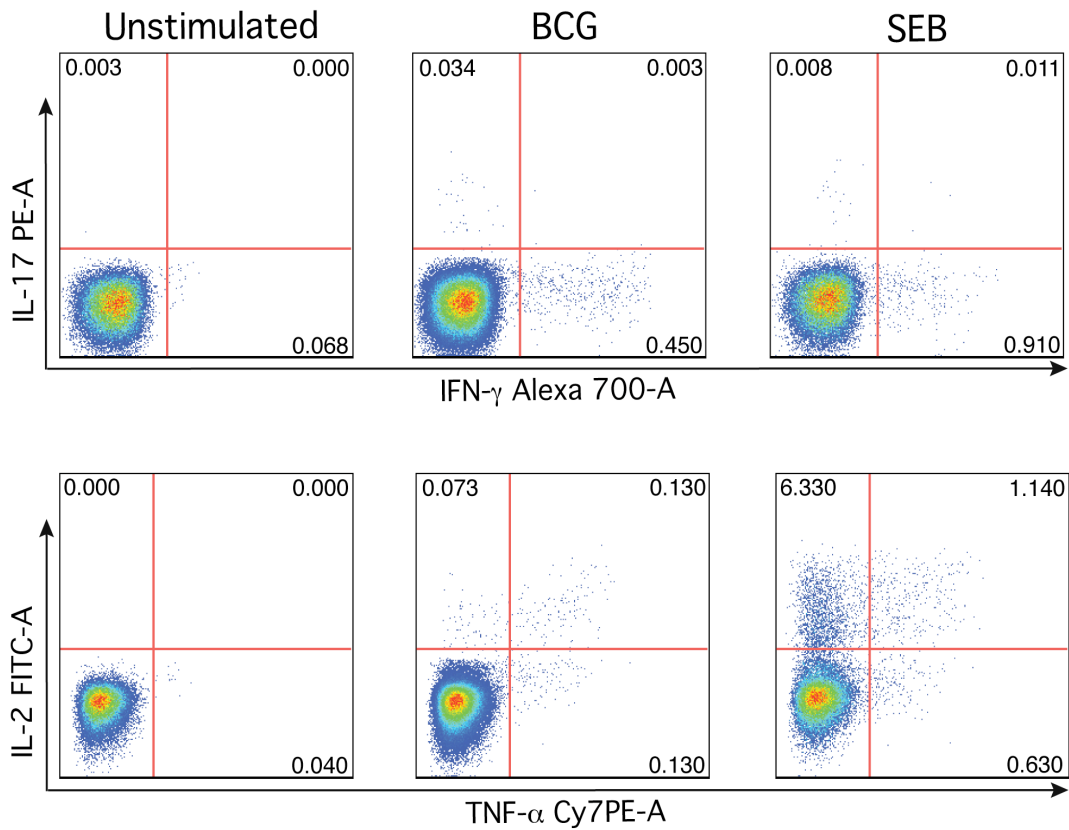 Unstimulated BCG SEB
0.003 0.000 0.034 0.003 0.008 0.011
IL-17 PE-A
0.068 0.450 0.910
IFN-γ Alexa 700-A
0.000 0.000 0.073 0.130 6.330 1.140
IL-2 FITC-A
0.040 0.130 0.630
TNF-α Cy7PE-A